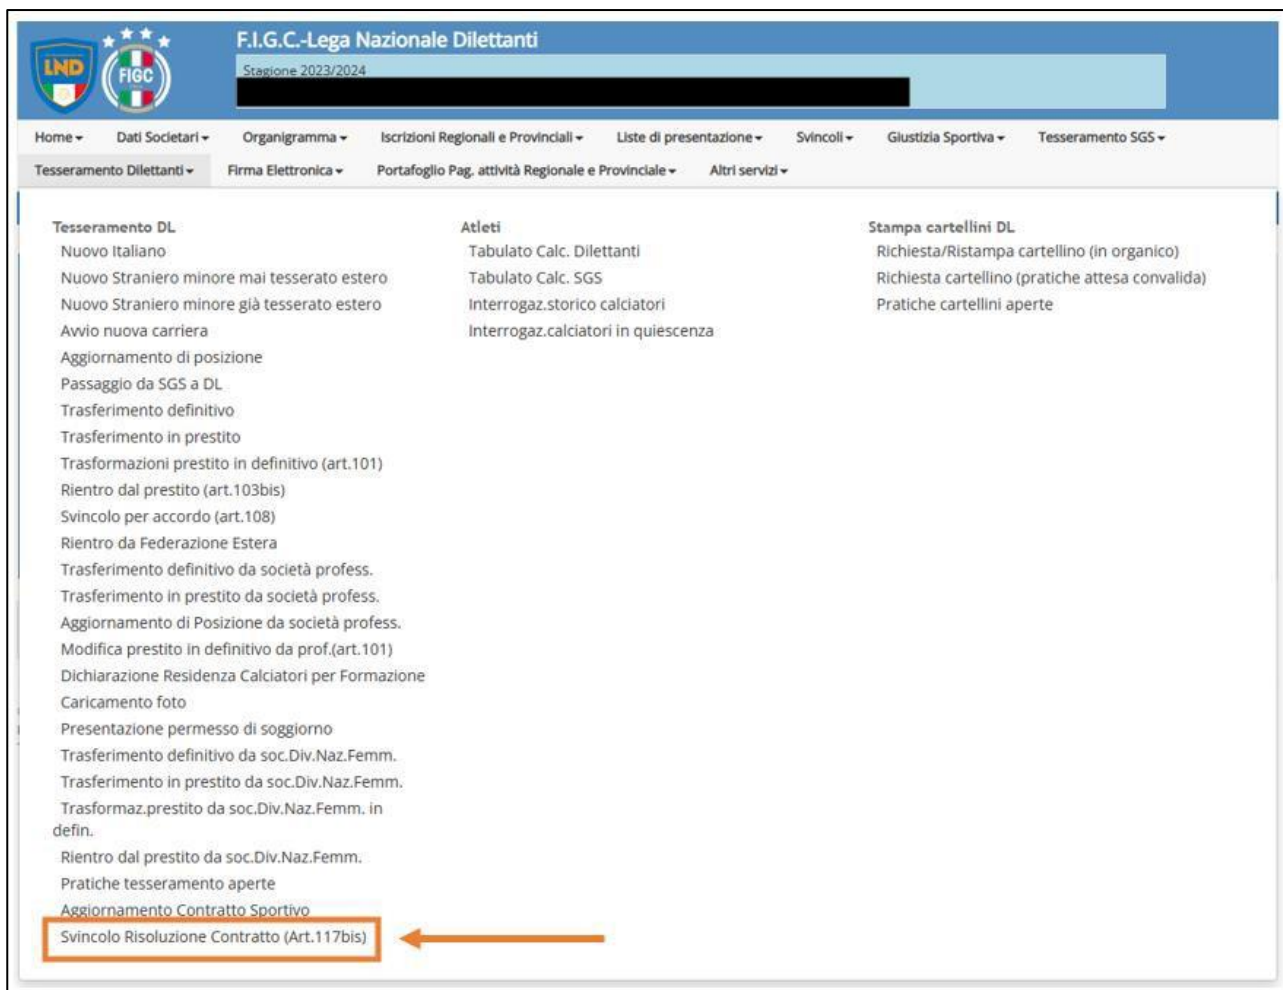 LND
FIGC
F.I.G.C.-Lega Nazionale Dilettanti
Stagione 2023/2024
Home Dati Societari Organigramma Iscrizioni Regionali e Provinciali Liste di presentazione Svincoli Giustizia Sportiva Tesseramento SGS
Tesseramento Dilettanti Firma Elettronica Portafoglio Pag. attività Regionale e Provinciale Altri servizi
Tesseramento DL
Nuovo Italiano
Nuovo Straniero minore mai tesserato estero
Nuovo Straniero minore già tesserato estero
Avvio nuova carriera
Aggiornamento di posizione
Passaggio da SGS a DL
Trasferimento definitivo
Trasferimento in prestito
Trasformazioni prestito in definitivo (art.101)
Rientro dal prestito (art.103bis)
Svincolo per accordo (art.108)
Rientro da Federazione Estera
Trasferimento definitivo da società profess.
Trasferimento in prestito da società profess.
Aggiornamento di Posizione da società profess.
Modifica prestito in definitivo da prof.(art.101)
Dichiarazione Residenza Calciatori per Formazione
Caricamento foto
Presentazione permesso di soggiorno
Trasferimento definitivo da soc.Div.Naz.Femm.
Trasferimento in prestito da soc.Div.Naz.Femm.
Trasformaz.prestito da soc.Div.Naz.Femm. in
defin.
Rientro dal prestito da soc.Div.Naz.Femm.
Pratiche tesseramento aperte
Aggiornamento Contratto Sportivo
Svincolo Risoluzione Contratto (Art.117bis)
Atleti
Tabulato Calc. Dilettanti
Tabulato Calc. SGS
Interrogaz.storico calciatori
Interrogaz.calciatori in quiescenza
Stampa cartellini DL
Richiesta/Ristampa cartellino (in organico)
Richiesta cartellino (pratiche attesa convalida)
Pratiche cartellini aperte